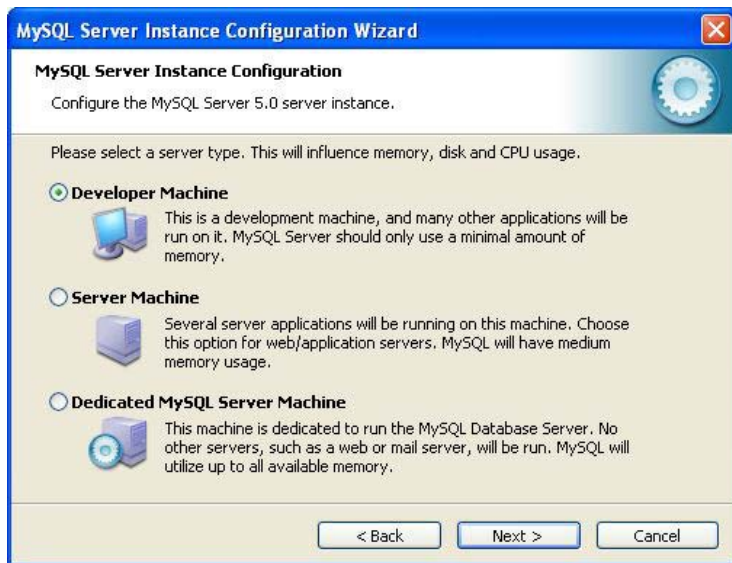 MySQL Server Instance Configuration Wizard
MySQL Server Instance Configuration
Configure the MySQL Server 5.0 server instance.
Please select a server type. This will influence memory, disk and CPU usage.
Developer Machine
This is a development machine, and many other applications will be
run on it. MySQL Server should only use a minimal amount of
memory.
Server Machine
Several server applications will be running on this machine. Choose
this option for web/application servers. MySQL will have medium
memory usage.
Dedicated MySQL Server Machine
This machine is dedicated to run the MySQL Database Server. No
other servers, such as a web or mail server, will be run. MySQL will
utilize up to all available memory.
< Back Next > Cancel